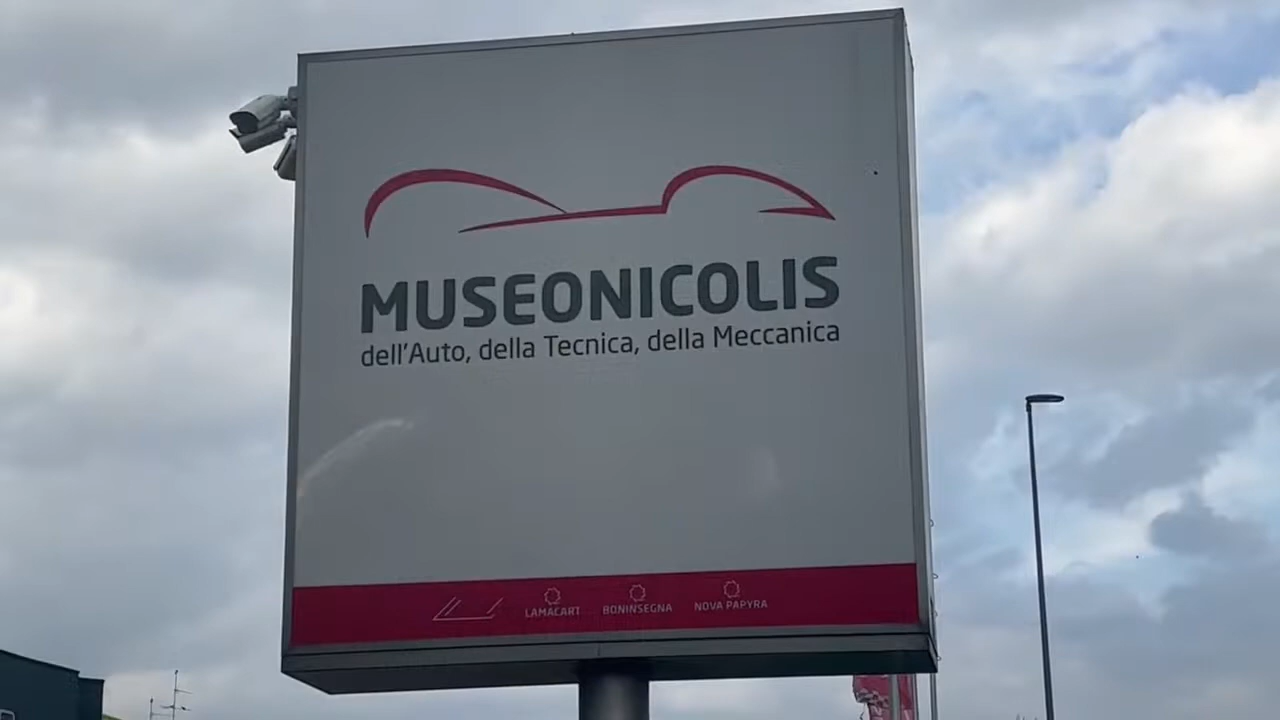 MUSEONICOLIS
dell'Auto, della Tecnica, della Meccanica
LAMACART BONINSEGNA NOVA PAPYRA